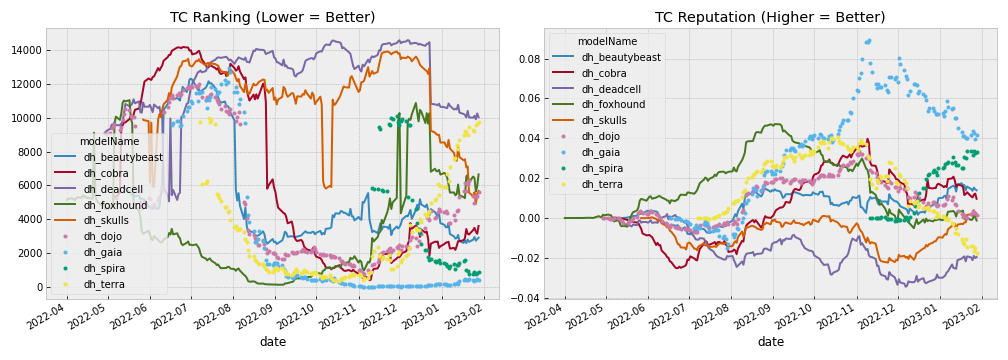 TC Ranking (Lower = Better)
14000
12000
10000
8000
6000
4000
2000
0
modelName
dh_beautybeast
dh_cobra
dh_deadcell
dh_foxhound
dh_skulls
dh_dojo
dh_gaia
dh_spira
dh_terra
2022-04
2022-05
2022-06
2022-07
2022-08
2022-09
2022-10
2022-11
2022-12
2023-01
2023-02
date
TC Reputation (Higher = Better)
0.08
0.06
0.04
0.02
0.00
−0.02
−0.04
modelName
dh_beautybeast
dh_cobra
dh_deadcell
dh_foxhound
dh_skulls
dh_dojo
dh_gaia
dh_spira
dh_terra
2022-04
2022-05
2022-06
2022-07
2022-08
2022-09
2022-10
2022-11
2022-12
2023-01
2023-02
date